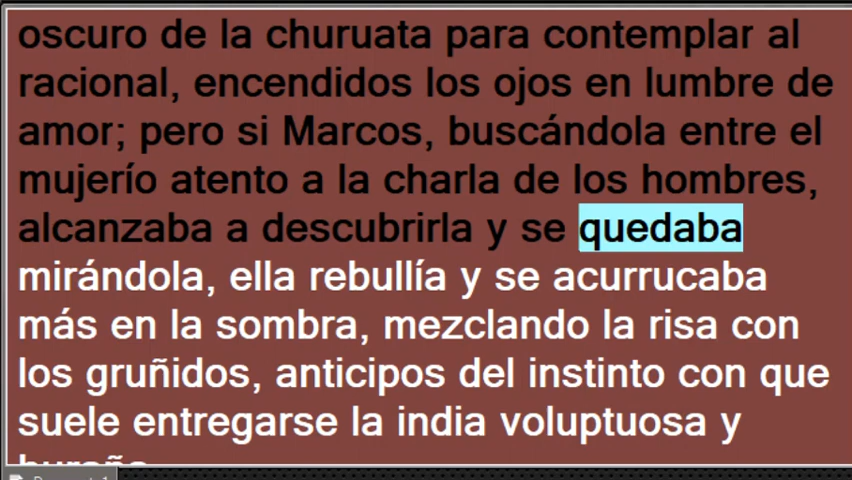 oscuro de la churuata para contemplar al
racional, encendidos los ojos en lumbre de
amor; pero si Marcos, buscándola entre el
mujerío atento a la charla de los hombres,
alcanzaba a descubrirla y se quedaba
mirándola, ella rebullía y se acurrucaba
más en la sombra, mezclando la risa con
los gruñidos, anticipos del instinto con que
suele entregarse la india voluptuosa y